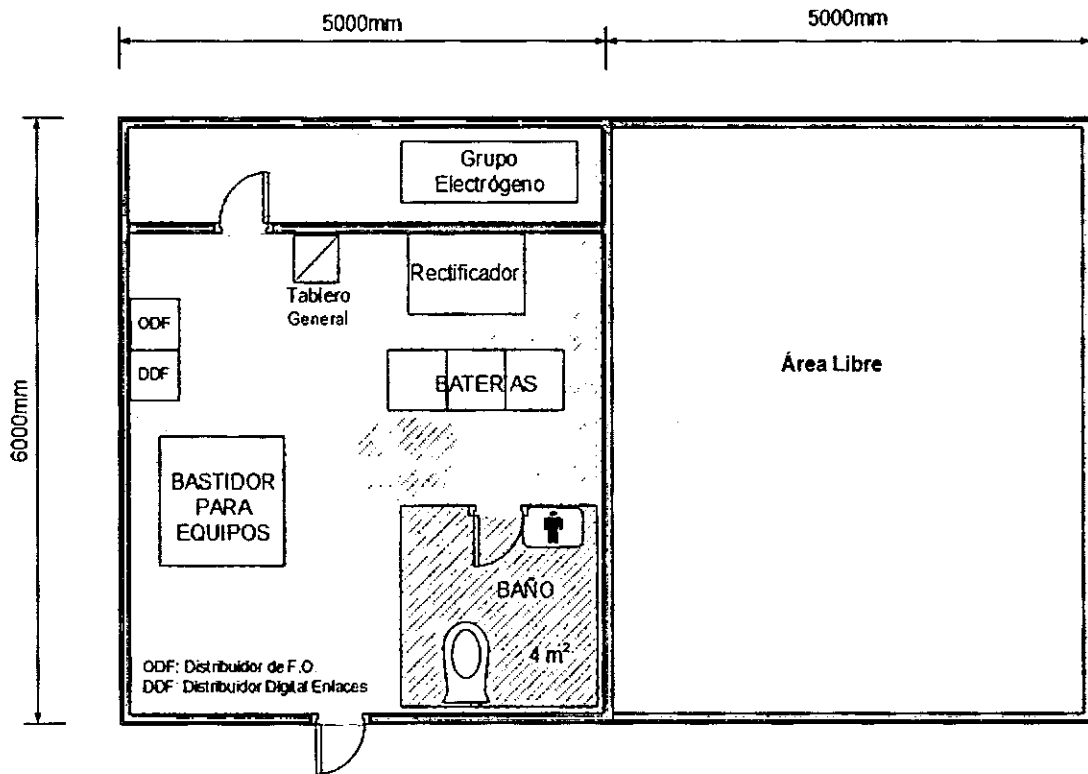 5000mm
5000mm
6000mm
Grupo
Electrógeno
Rectificador
Tablero
General
ODF
DDF
BATERIAS
Área Libre
BASTIDOR
PARA
EQUIPOS
BAÑO
4 m²
ODF: Distribuidor de F.O.
DDF: Distribuidor Digital Enlaces